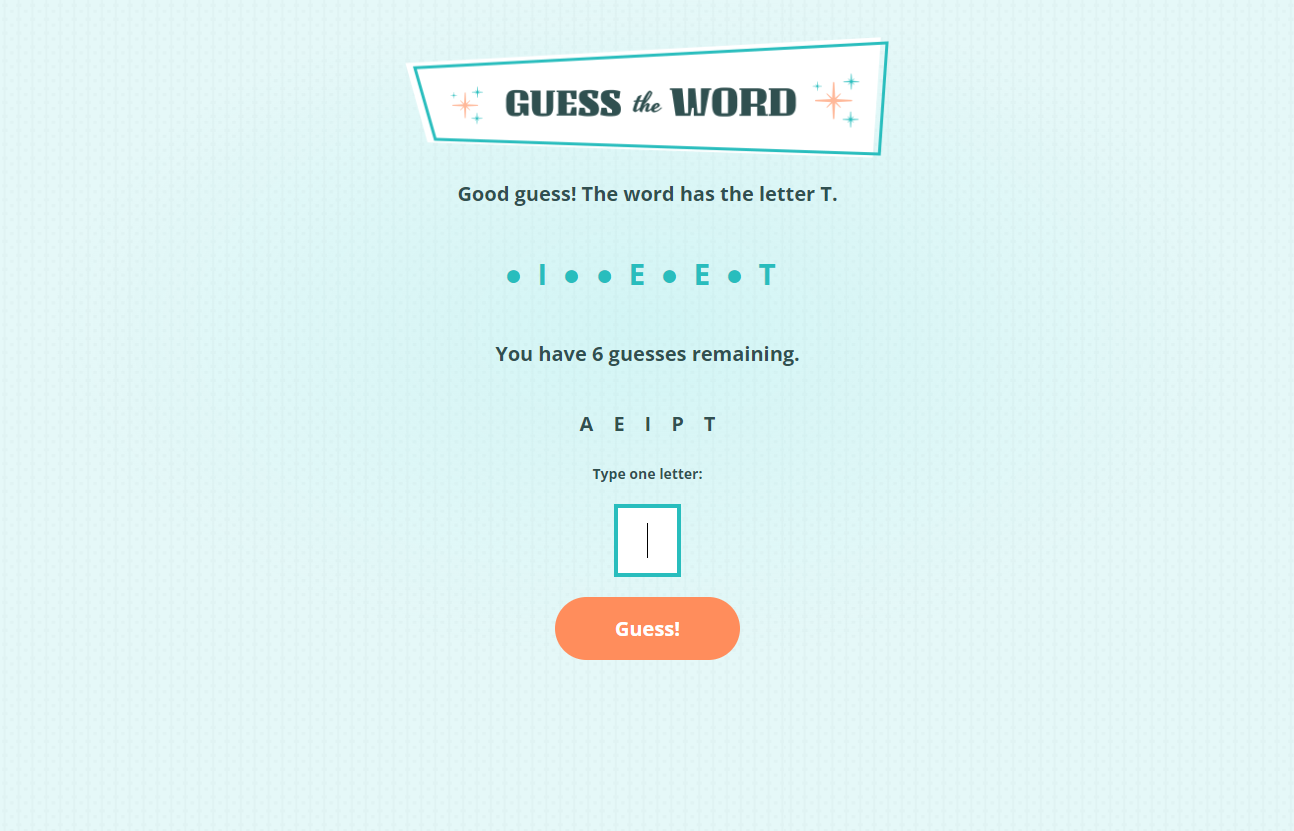 GUESS the WORD
Good guess! The word has the letter T.
● I ● ● E ● E ● T
You have 6 guesses remaining.
A E I P T
Type one letter:
Guess!